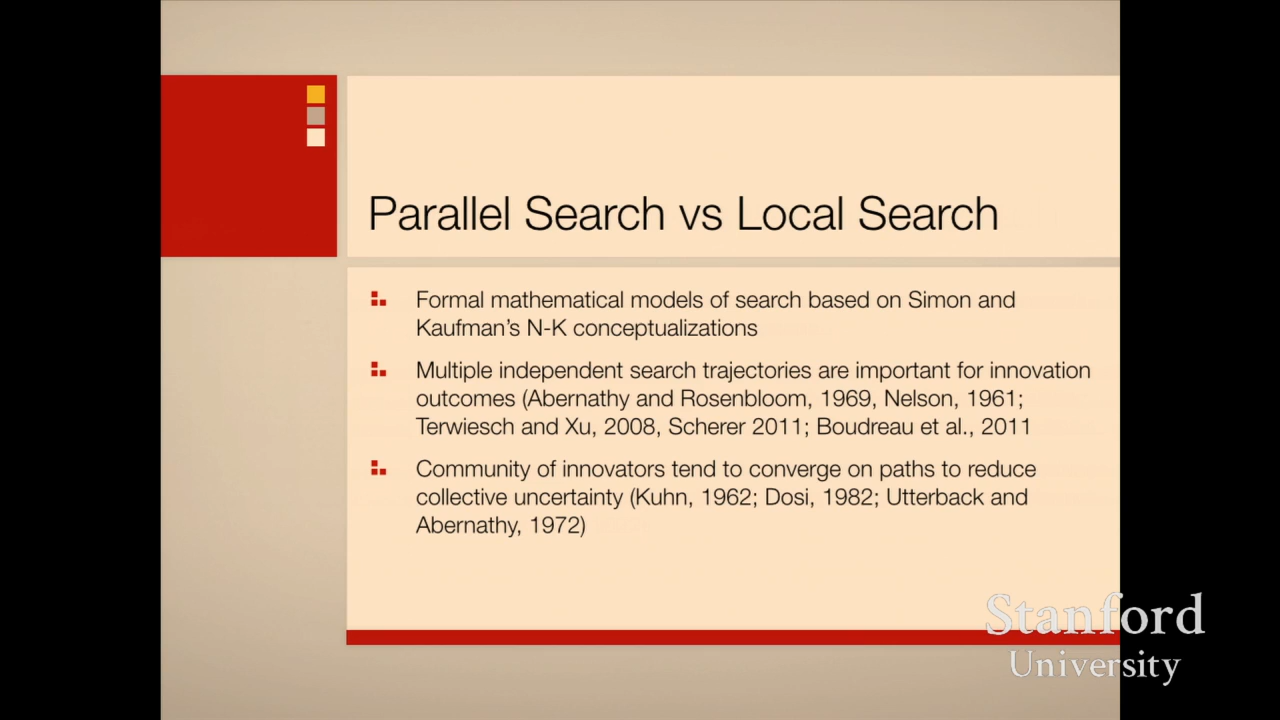 Parallel Search vs Local Search
Formal mathematical models of search based on Simon and
Kaufman's N-K conceptualizations
Multiple independent search trajectories are important for innovation
outcomes (Abernathy and Rosenbloom, 1969, Nelson, 1961;
Terwiesch and Xu, 2008, Scherer 2011; Boudreau et al., 2011
Community of innovators tend to converge on paths to reduce
collective uncertainty (Kuhn, 1962; Dosi, 1982; Utterback and
Abernathy, 1972)
Stanford
University